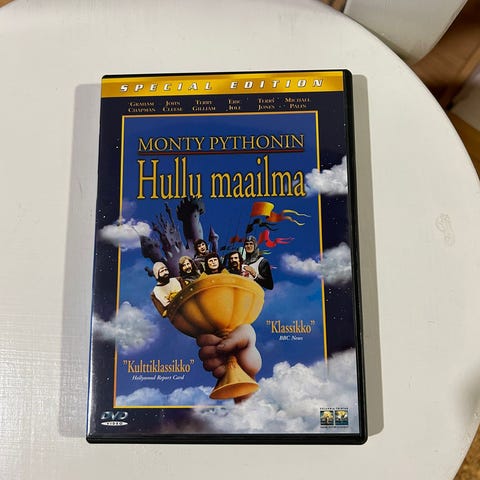 SPECIAL EDITION
GRAHAM JOHN TERRY ERIC TERRY MICHAEL
CHAPMAN CLEESE GILLIAM IDLE JONES PALIN
MONTY PYTHONIN
Hullu maailma
"Klassikko"
BBC News
"Kulttiklassikko"
Hollywood Report Card
DVD
VIDEO